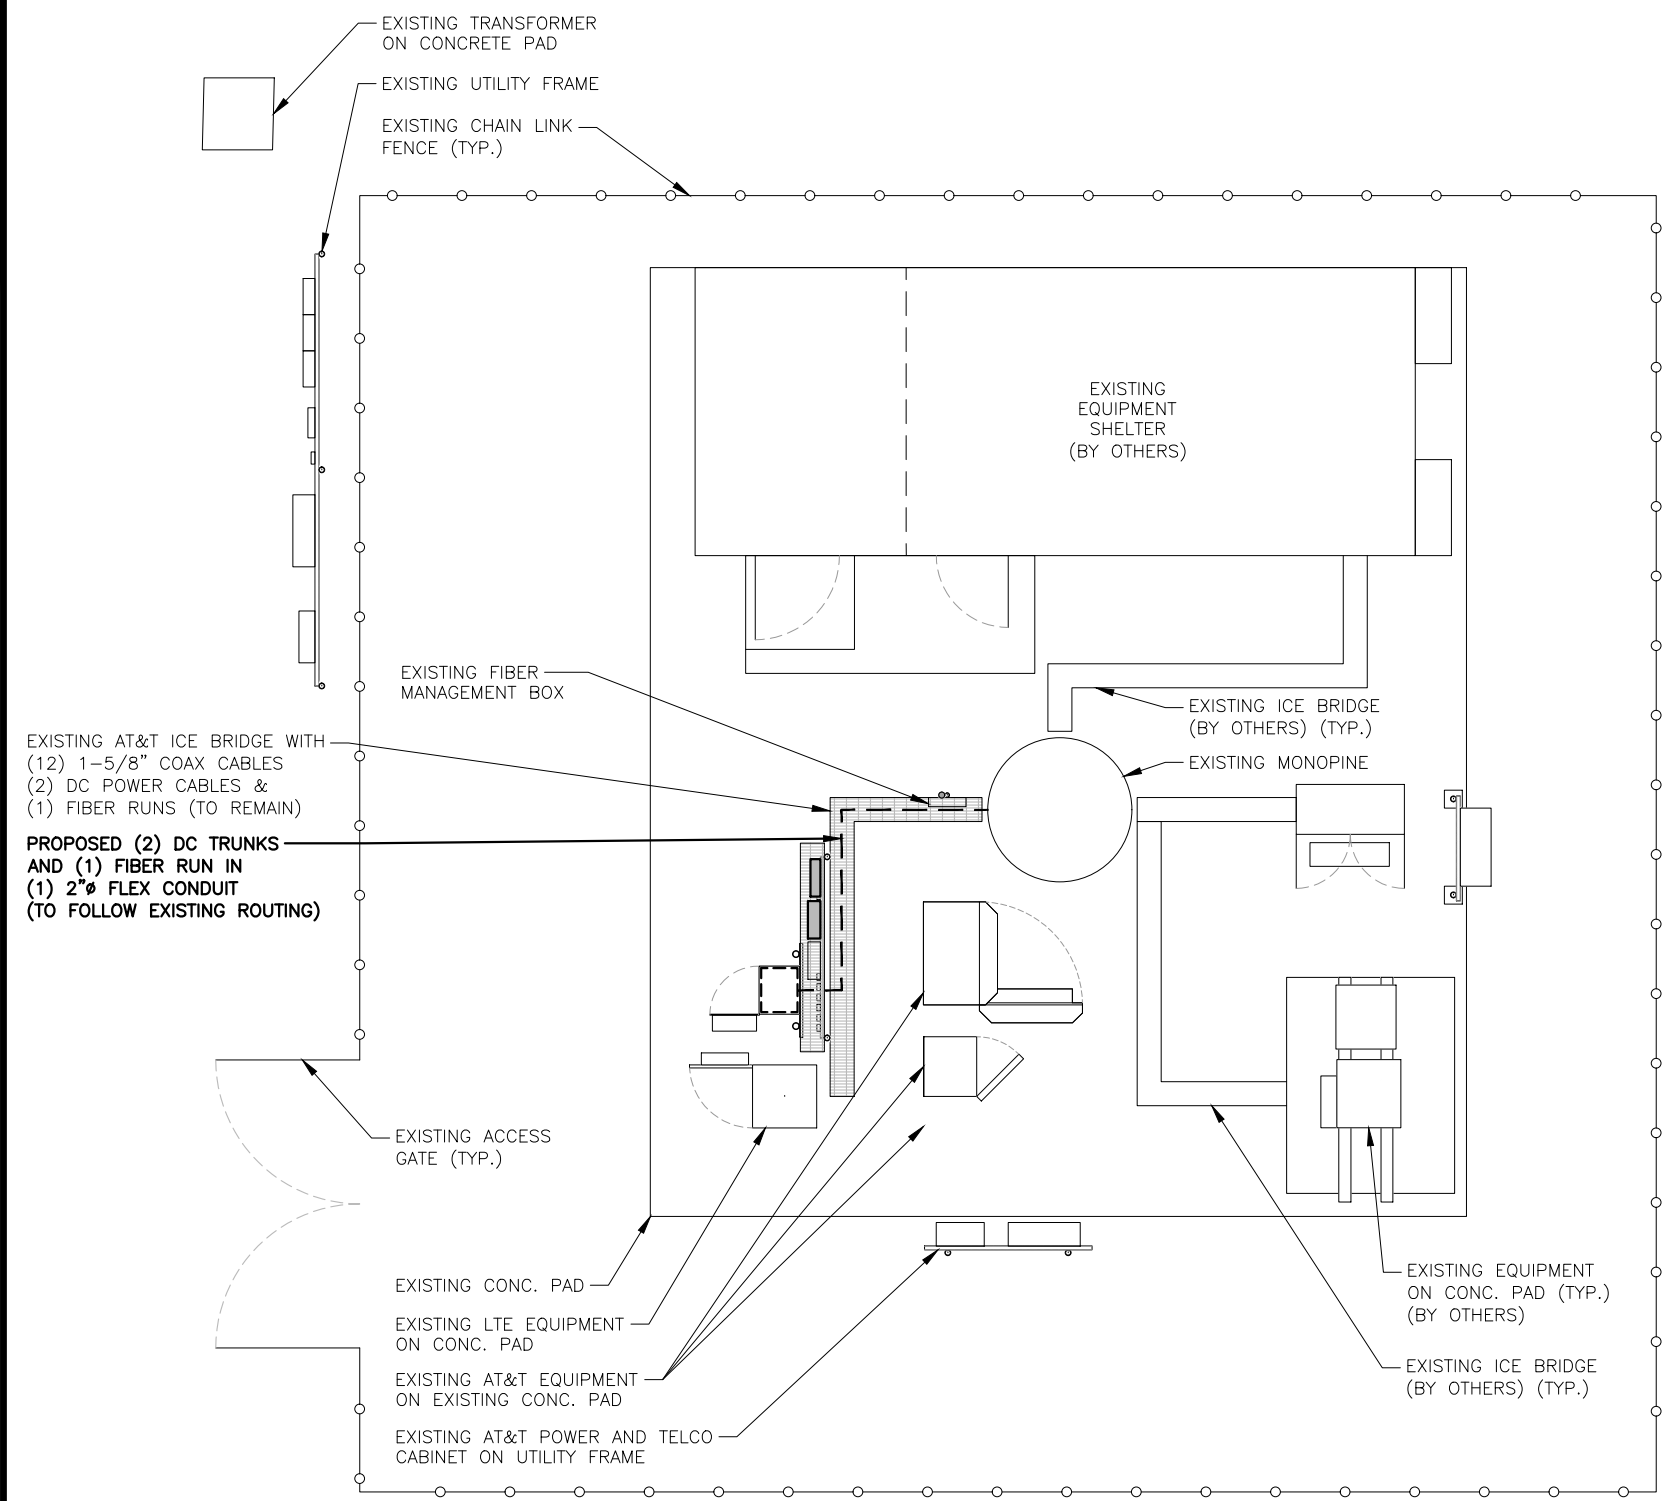 EXISTING TRANSFORMER
ON CONCRETE PAD
EXISTING UTILITY FRAME
EXISTING CHAIN LINK
FENCE (TYP.)
EXISTING
EQUIPMENT
SHELTER
(BY OTHERS)
EXISTING FIBER
MANAGEMENT BOX
EXISTING ICE BRIDGE
(BY OTHERS) (TYP.)
EXISTING MONOPINE
EXISTING AT&T ICE BRIDGE WITH
(12) 1-5/8" COAX CABLES
(2) DC POWER CABLES &
(1) FIBER RUNS (TO REMAIN)
PROPOSED (2) DC TRUNKS
AND (1) FIBER RUN IN
(1) 2"ø FLEX CONDUIT
(TO FOLLOW EXISTING ROUTING)
EXISTING ACCESS
GATE (TYP.)
EXISTING CONC. PAD
EXISTING LTE EQUIPMENT
ON CONC. PAD
EXISTING AT&T EQUIPMENT
ON EXISTING CONC. PAD
EXISTING AT&T POWER AND TELCO
CABINET ON UTILITY FRAME
EXISTING EQUIPMENT
ON CONC. PAD (TYP.)
(BY OTHERS)
EXISTING ICE BRIDGE
(BY OTHERS) (TYP.)